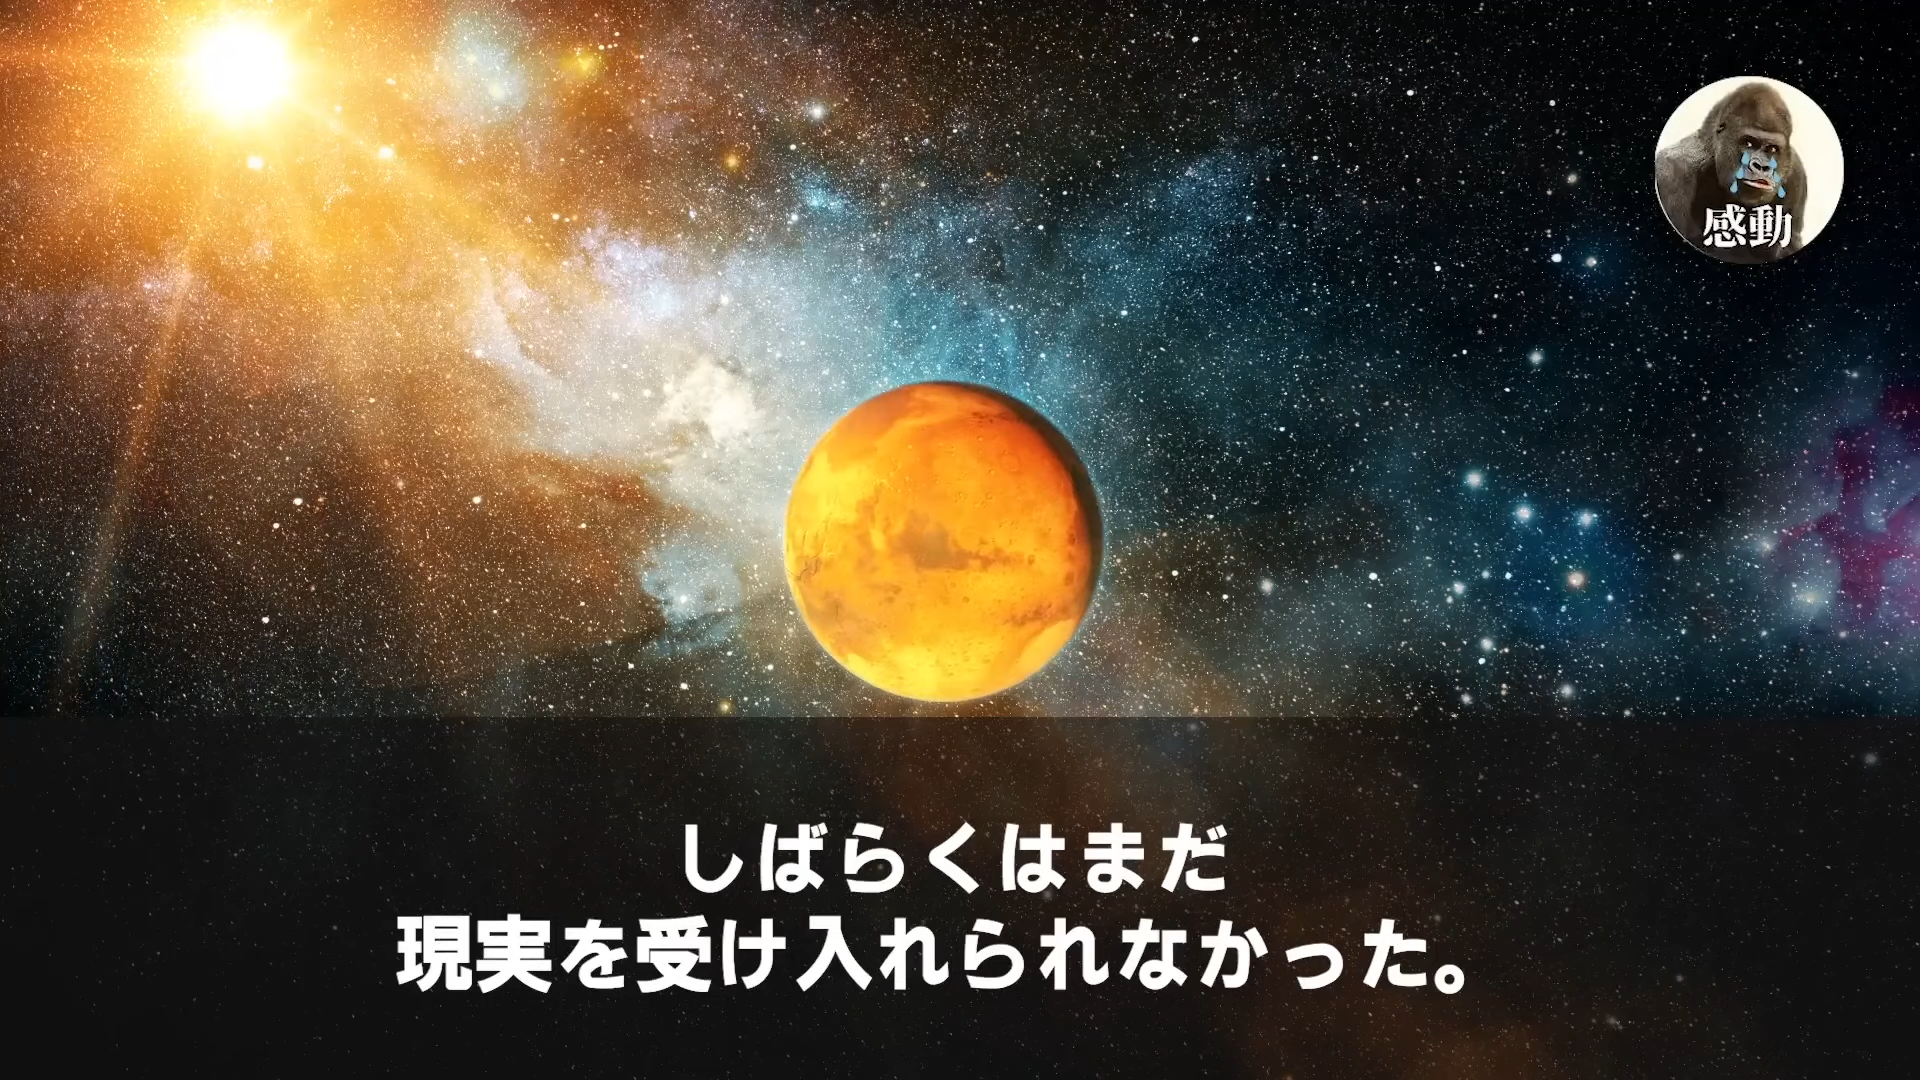 感動
しばらくはまだ
現実を受け入れられなかった。